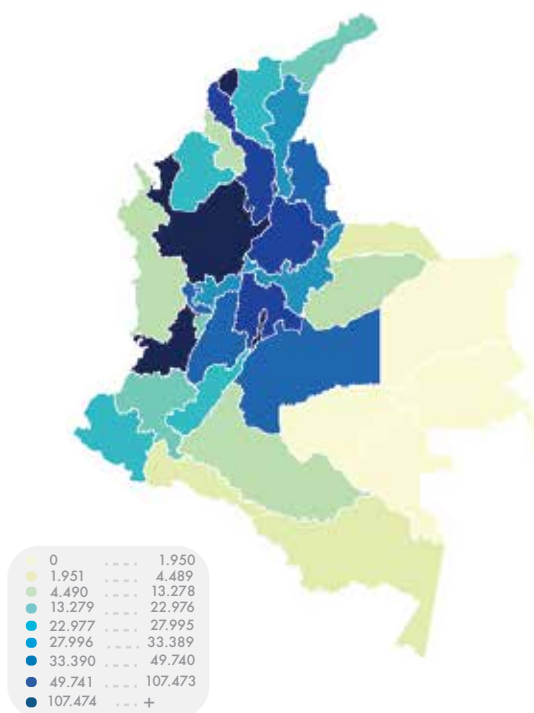 0 ..... 1.950
1.951 ..... 4.489
4.490 ..... 13.278
13.279 ..... 22.976
22.977 ..... 27.995
27.996 ..... 33.389
33.390 ..... 49.740
49.741 ..... 107.473
107.474 ..... +